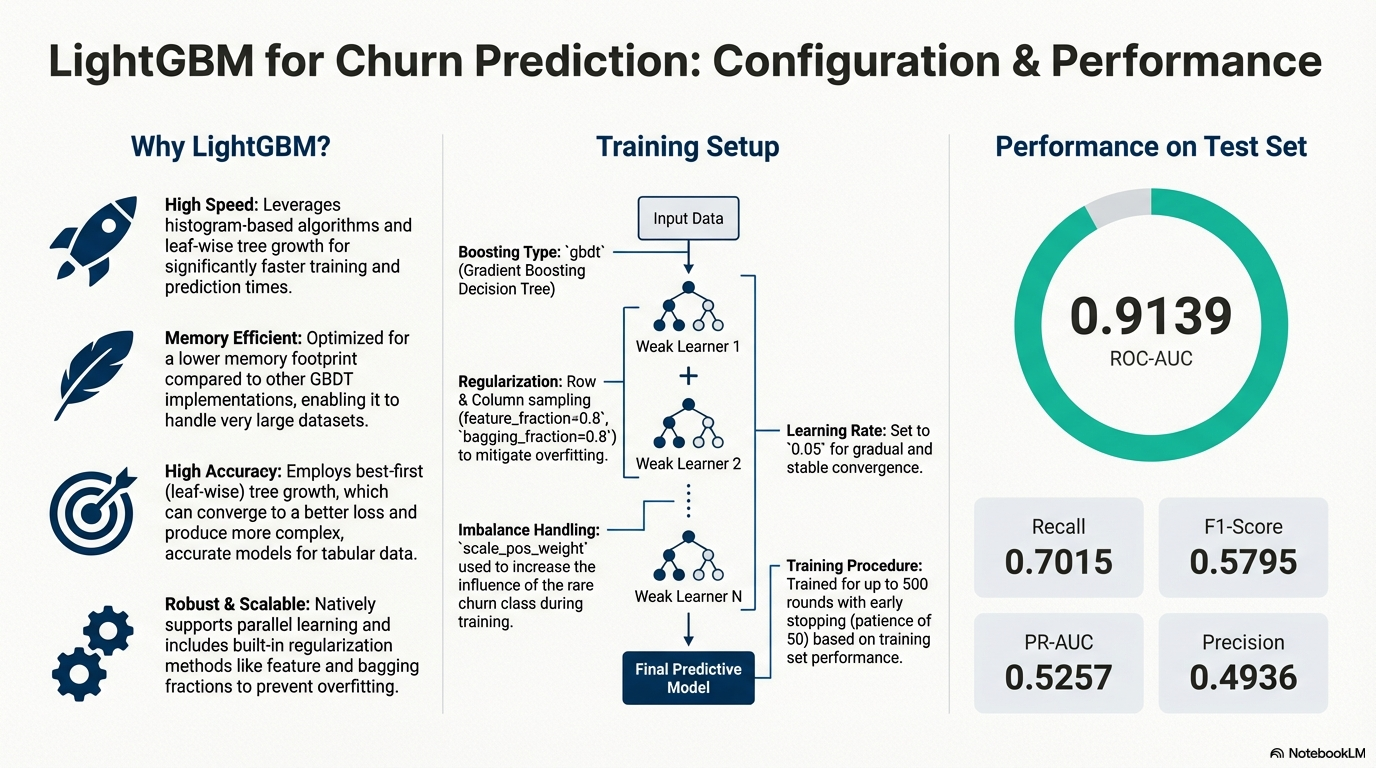 LightGBM for Churn Prediction: Configuration & Performance
Why LightGBM?
High Speed: Leverages
histogram-based algorithms and
leaf-wise tree growth for
significantly faster training and
prediction times.
Memory Efficient: Optimized for
a lower memory footprint
compared to other GBDT
implementations, enabling it to
handle very large datasets.
High Accuracy: Employs best-first
(leaf-wise) tree growth, which
can converge to a better loss and
produce more complex,
accurate models for tabular data.
Robust & Scalable: Natively
supports parallel learning and
includes built-in regularization
methods like feature and bagging
fractions to prevent overfitting.
Training Setup
Input Data
Boosting Type: `gbdt`
(Gradient Boosting
Decision Tree)
Weak Learner 1
+
Regularization: Row
& Column sampling
(feature_fraction=0.8`,
`bagging_fraction=0.8`)
to mitigate overfitting.
Weak Learner 2
Learning Rate: Set to
`0.05` for gradual and
stable convergence.
Imbalance Handling:
`scale_pos_weight`
used to increase the
influence of the rare
churn class during
training.
Weak Learner N
Training Procedure:
Trained for up to 500
rounds with early
stopping (patience of
50) based on training
set performance.
Final Predictive
Model
Performance on Test Set
0.9139
ROC-AUC
Recall
0.7015
F1-Score
0.5795
PR-AUC
0.5257
Precision
0.4936
NotebookLM